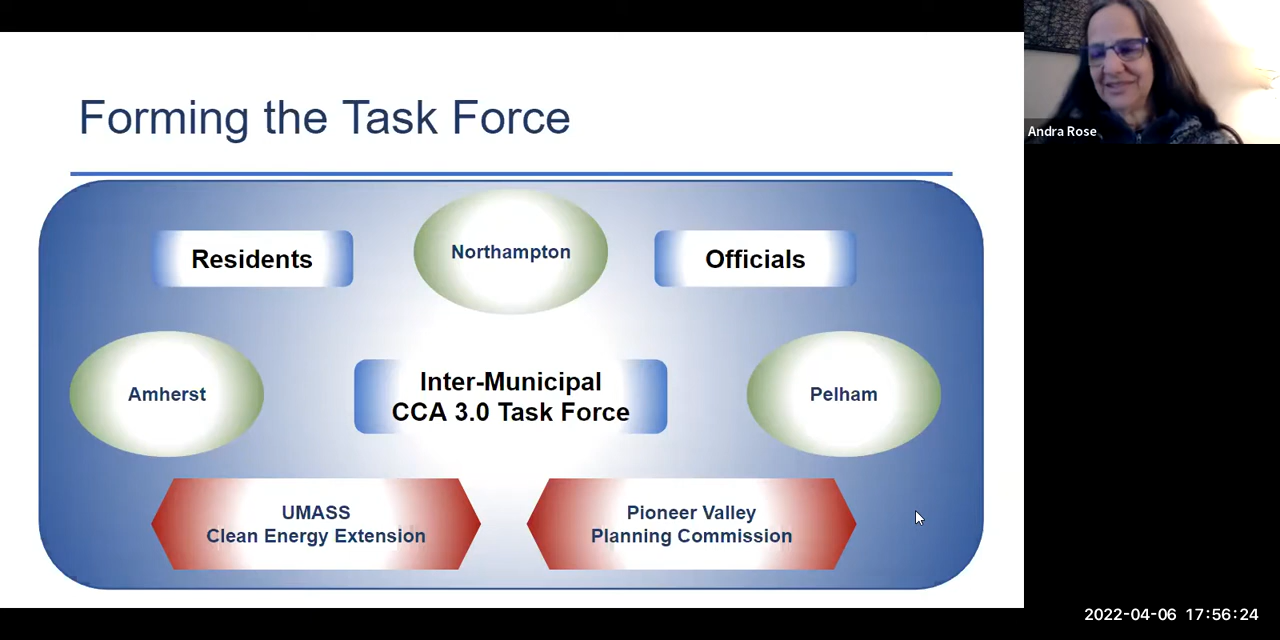 Forming the Task Force
Andra Rose
Residents
Northampton
Officials
Amherst
Inter-Municipal
CCA 3.0 Task Force
Pelham
UMASS
Clean Energy Extension
Pioneer Valley
Planning Commission
2022-04-06 17:56:24